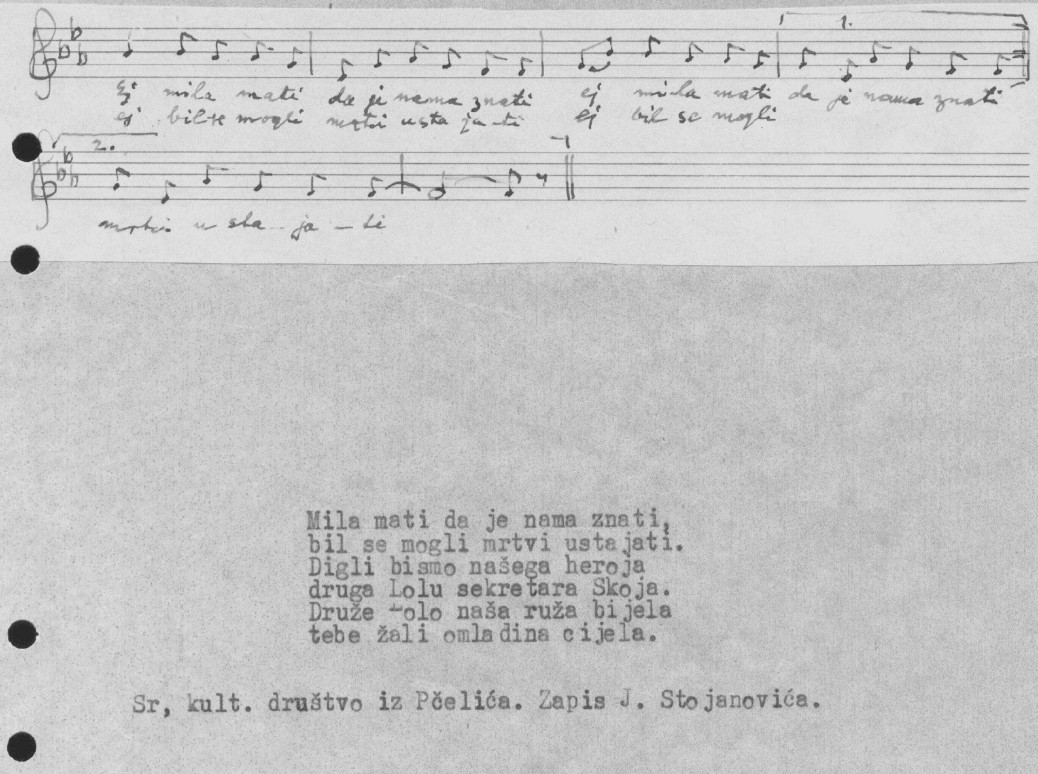 1.
Ej mila mati da je nama znati ej mila mati da je nama znati
ej bil se mogli mrtvi usta ja-ti ej bil se mogli
2.
mrtvi u sta - ja - ti
Mila mati da je nama znati,
bil se mogli mrtvi ustajati.
Digli bismo našega heroja
druga Lolu sekretara Skoja.
Druže Lolo naša ruža bijela
tebe žali omladina cijela.
Sr, kult. društvo iz Pčelića. Zapis J. Stojanovića.